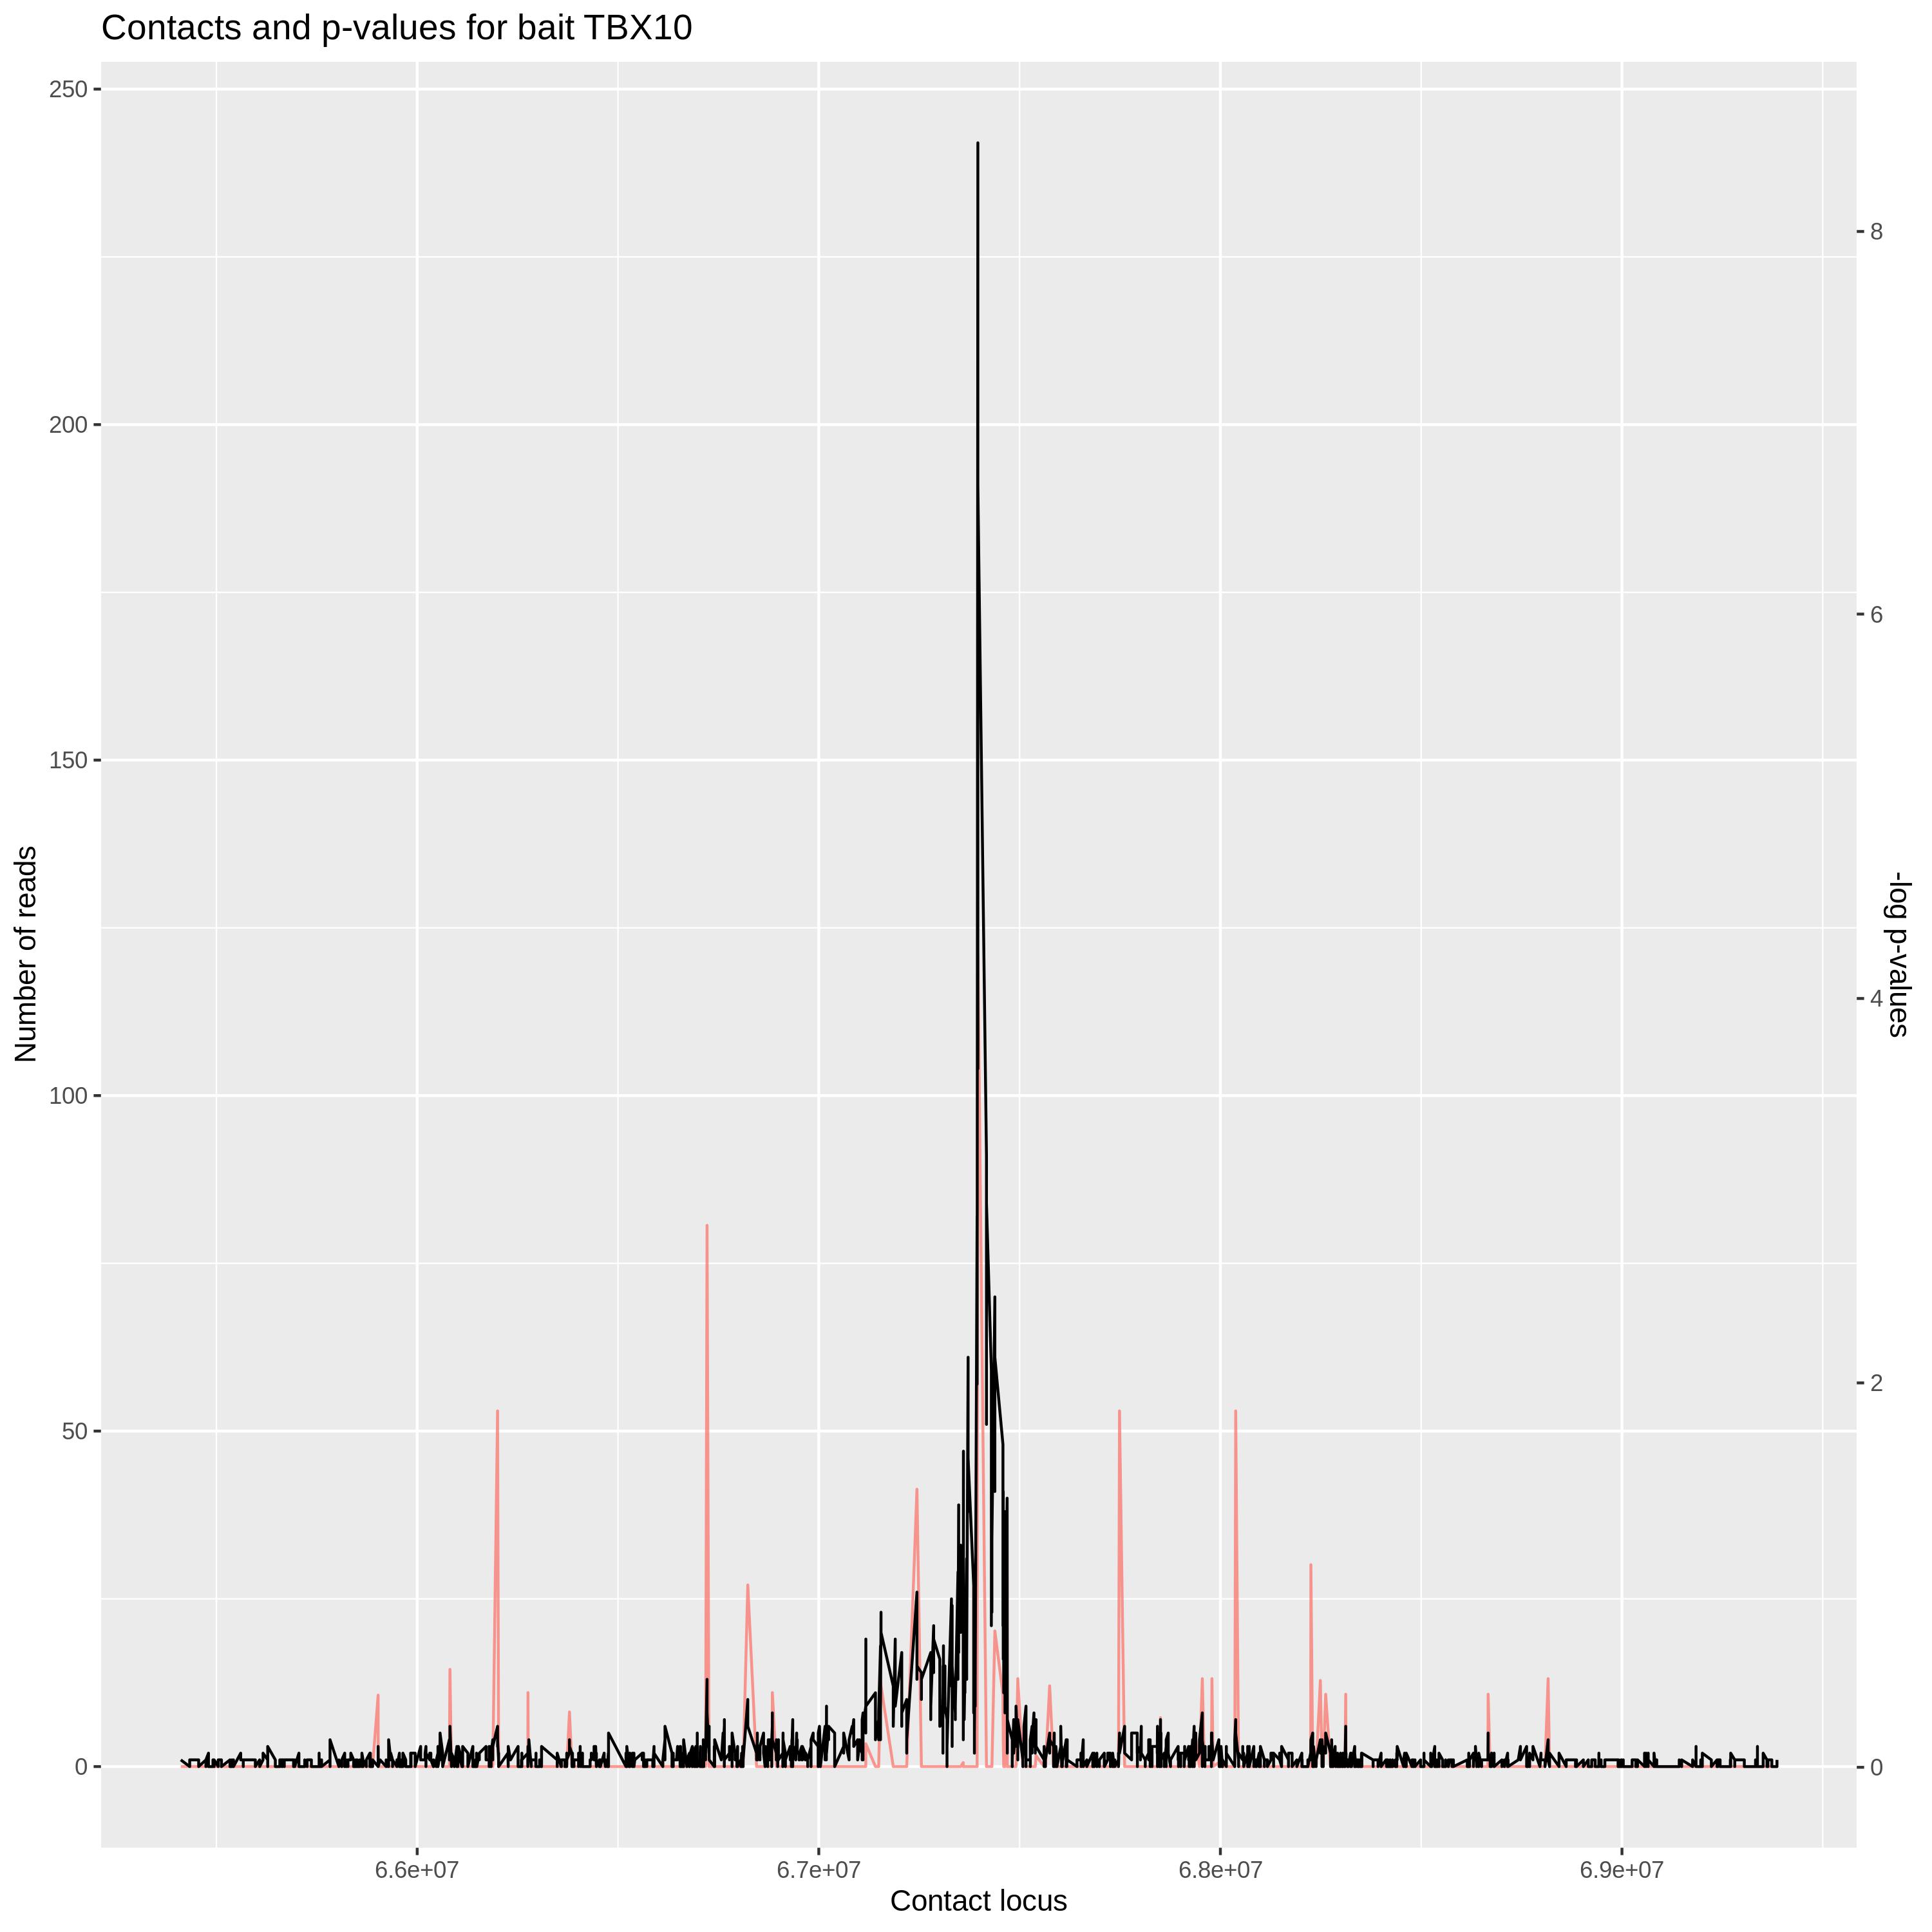 Contacts and p-values for bait TBX10
250
200
150
100
50
0
Number of reads
8
6
4
2
0
-log p-values
6.6e+07
6.7e+07
6.8e+07
6.9e+07
Contact locus